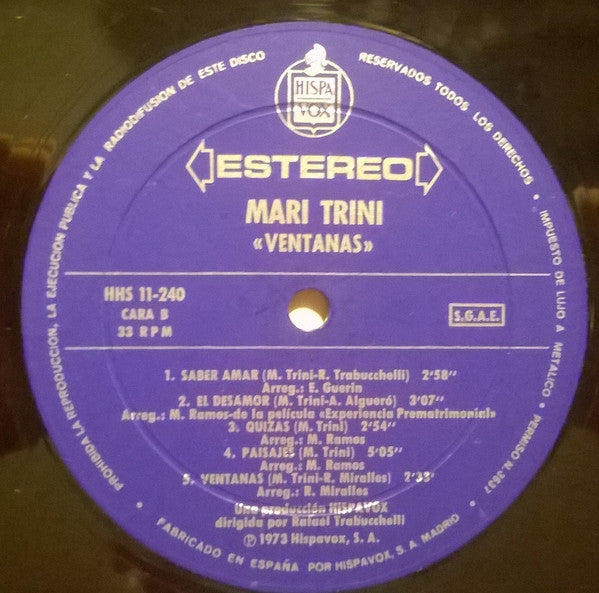 HISPA
VOX
ESTEREO
MARI TRINI
«VENTANAS»
HHS 11-240
CARA B
33 RPM
S.G.A.E.
1. SABER AMAR (M. Trini-R. Trabucchelli) 2'58''
Arreg.: E. Guerin
2. EL DESAMOR (M. Trini-A. Algueró) 3'07''
Arreg.: M. Ramos-de la película «Experiencia Prematrimonial»
3. QUIZAS (M. Trini) 2'54''
Arreg.: M. Ramos
4. PAISAJES (M. Trini) 5'05''
Arreg.: M. Ramos
5. VENTANAS (M. Trini-R. Miralles) 2'33'
Arreg.: R. Miralles
Una producción HISPAVOX
dirigida por Rafael Trabucchelli
Ⓟ 1973 Hispavox, S. A.
PROHIBIDA LA REPRODUCCION, LA EJECUCION PUBLICA Y LA RADIODIFUSION DE ESTE DISCO
RESERVADOS TODOS LOS DERECHOS • IMPUESTO DE LUJO A METALICO • PERMISO N. 3637
FABRICADO EN ESPAÑA POR HISPAVOX, S. A. MADRID